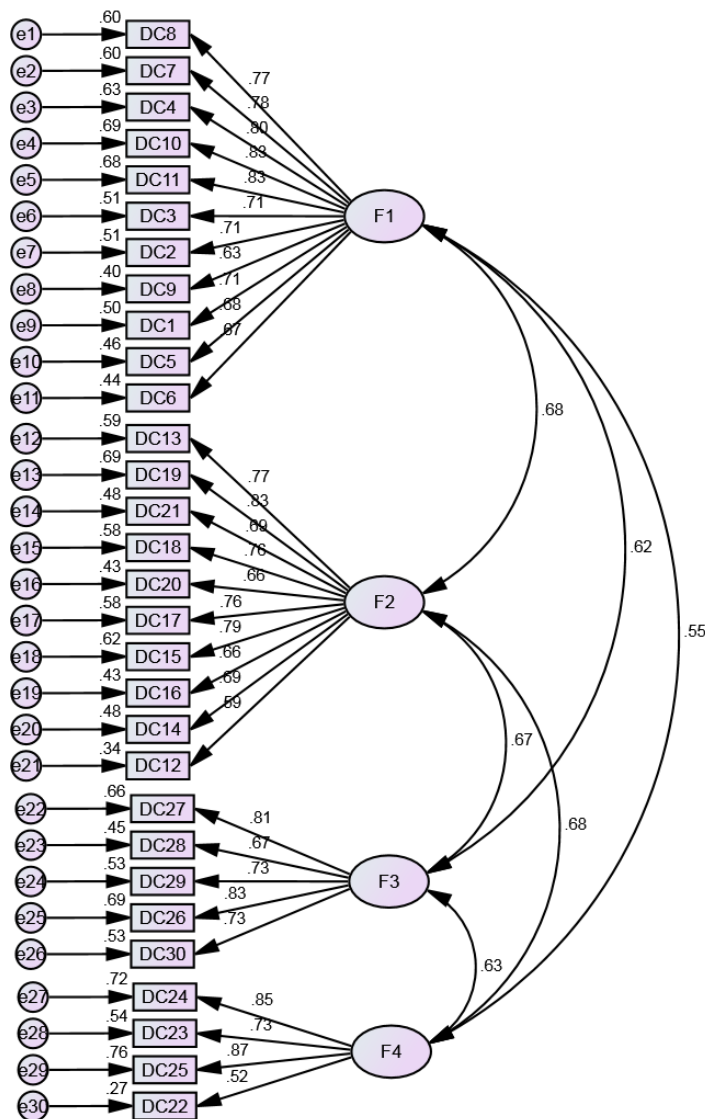 .60
e1 DC8
.60
e2 DC7 .77
.63
e3 DC4 .78
.69
e4 DC10 .80
.68
e5 DC11 .83
.51
e6 DC3 .83
.71 F1
.51
e7 DC2 .71
.40
e8 DC9 .63
.50
e9 DC1 .71
.46
e10 DC5 .68
.44
e11 DC6 .67
.59
e12 DC13 .68
.69
e13 DC19 .77
.48
e14 DC21 .83
.58
e15 DC18 .69
.43
e16 DC20 .76
.66
.58
e17 DC17 .76 F2
.62
e18 DC15 .79
.43
e19 DC16 .66
.48
e20 DC14 .69
.34
e21 DC12 .59
.62
.55
.67
.66
e22 DC27 .81
.45
e23 DC28 .67
.53
e24 DC29 .73 F3
.69
e25 DC26 .83
.53
e26 DC30 .73
.68
.63
.72
e27 DC24 .85
.54
e28 DC23 .73
.76
e29 DC25 .87 F4
.27
e30 DC22 .52